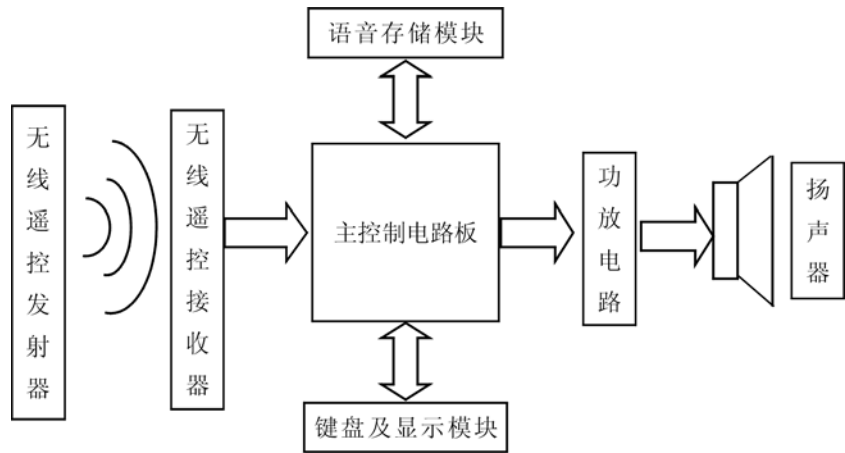 语音存储模块
无线遥控发射器
无线遥控接收器
主控制电路板
功放电路
扬声器
键盘及显示模块